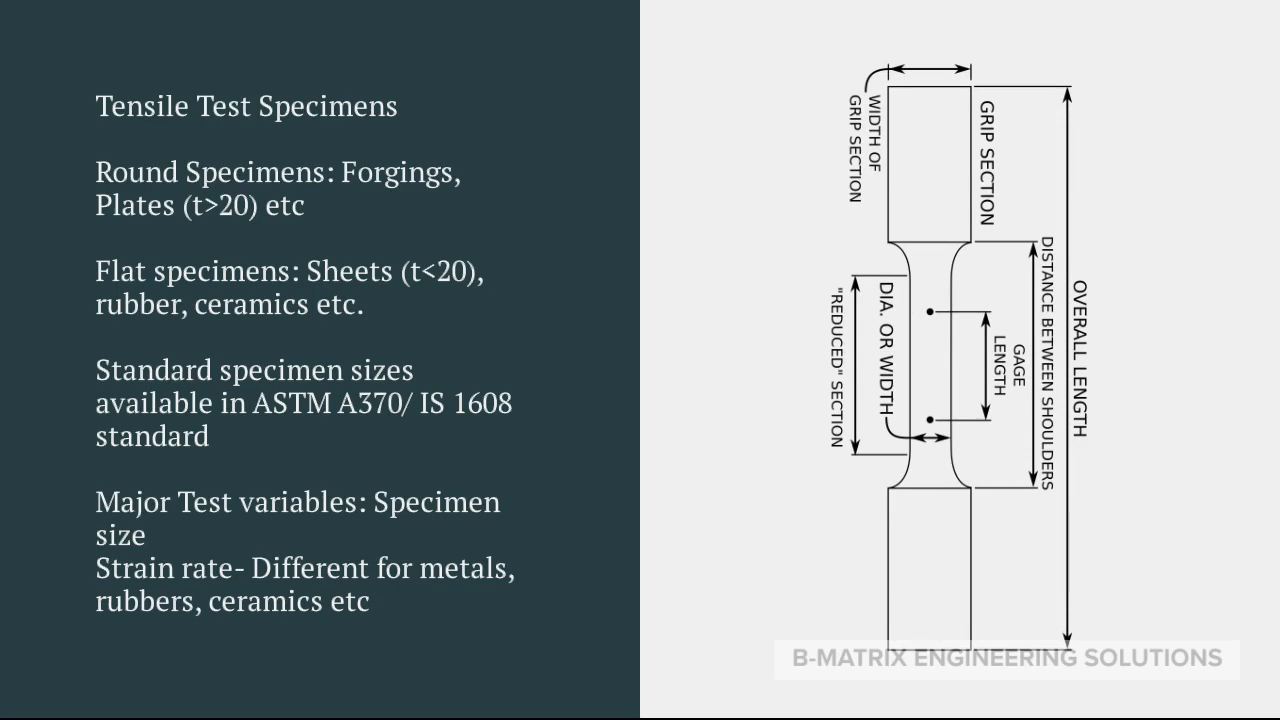 Tensile Test Specimens
Round Specimens: Forgings,
Plates (t>20) etc
Flat specimens: Sheets (t<20),
rubber, ceramics etc.
Standard specimen sizes
available in ASTM A370/ IS 1608
standard
Major Test variables: Specimen
size
Strain rate- Different for metals,
rubbers, ceramics etc
WIDTH OF
GRIP SECTION
GRIP SECTION
"REDUCED" SECTION
DIA. OR WIDTH
GAGE
LENGTH
DISTANCE BETWEEN SHOULDERS
OVERALL LENGTH
B-MATRIX ENGINEERING SOLUTIONS